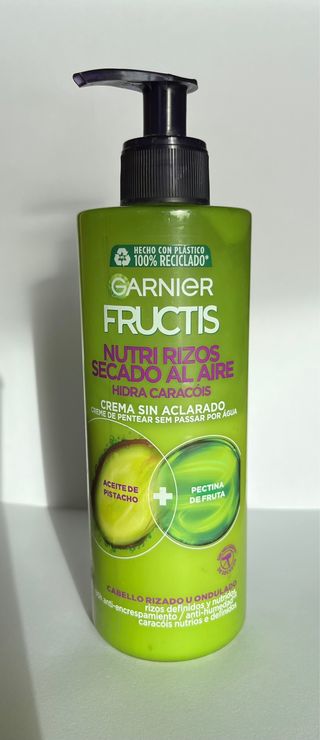 HECHO CON PLÁSTICO
100% RECICLADO*
GARNIER
FRUCTIS
NUTRI RIZOS
SECADO AL AIRE
HIDRA CARACÓIS
CREMA SIN ACLARADO
CREME DE PENTEAR SEM PASSAR POR ÁGUA
ACEITE DE
PISTACHO
+
PECTINA
DE FRUTA
CABELLO RIZADO U ONDULADO
rizos definidos y nutridos
anti-encrespamiento / anti-humedad
caracóis nutrios e definidos